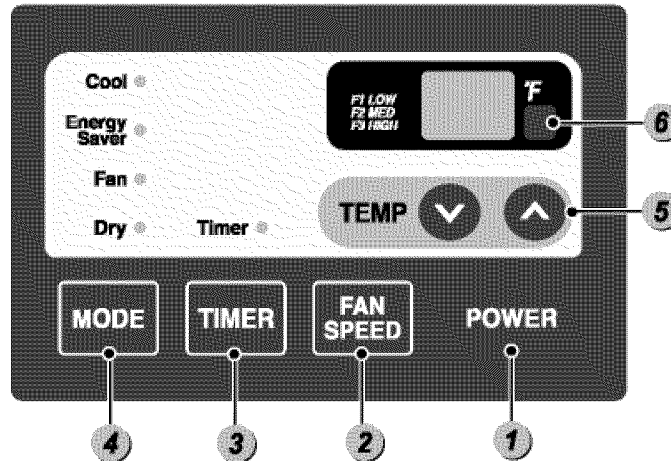 Cool
F1 LOW
F2 MED
F3 HIGH
°F
Energy
Saver
6
Fan
TEMP
5
Dry
Timer
MODE
TIMER
FAN
SPEED
POWER
4
3
2
1